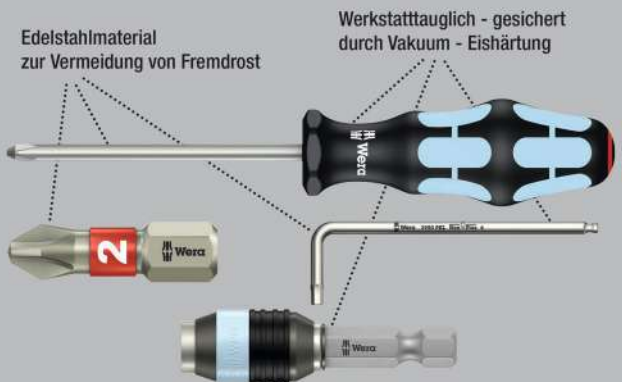 Edelstahlmaterial
zur Vermeidung von Fremdrost
Werkstatttauglich - gesichert
durch Vakuum - Eishärtung
Wera
2
Wera
Wera
Wera